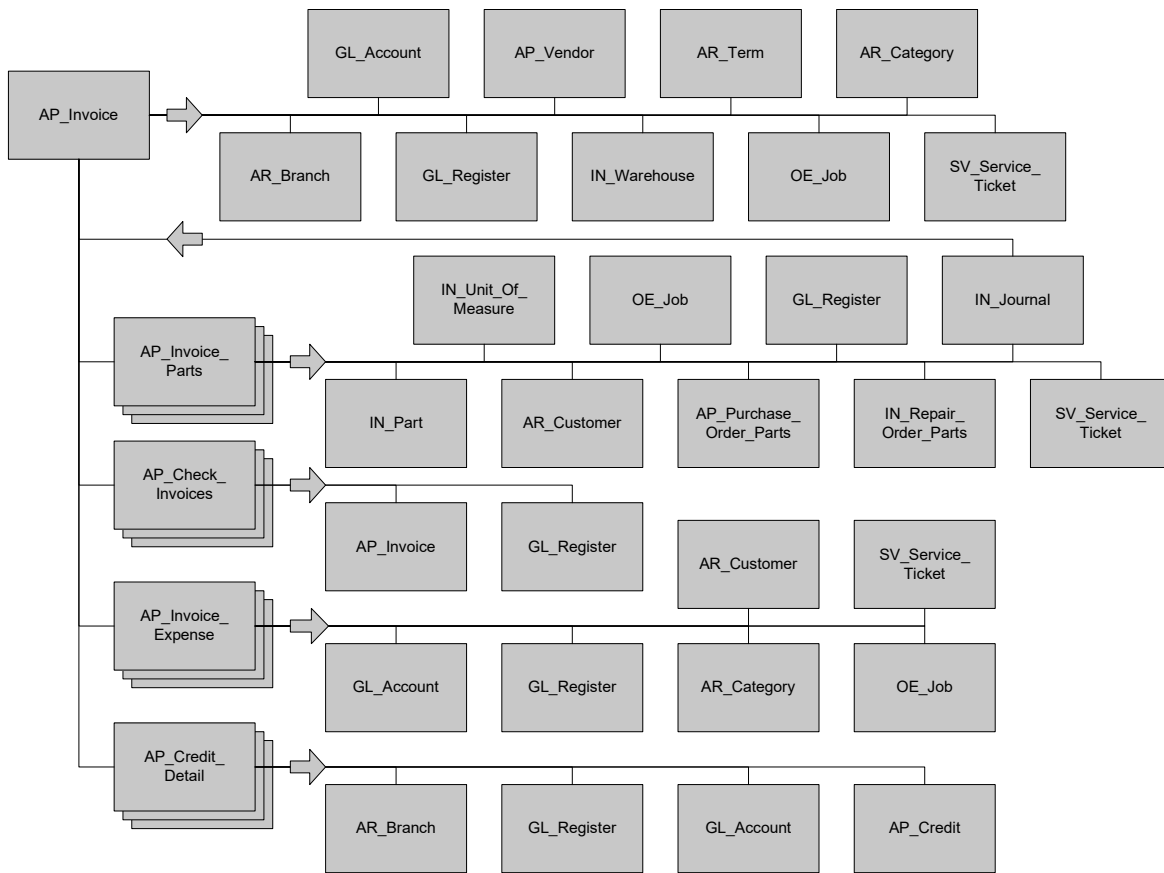 GL_Account
AP_Vendor
AR_Term
AR_Category
AP_Invoice
AR_Branch
GL_Register
IN_Warehouse
OE_Job
SV_Service_
Ticket
IN_Unit_Of_
Measure
OE_Job
GL_Register
IN_Journal
AP_Invoice_
Parts
IN_Part
AR_Customer
AP_Purchase_
Order_Parts
IN_Repair_
Order_Parts
SV_Service_
Ticket
AP_Check_
Invoices
AP_Invoice
GL_Register
AR_Customer
SV_Service_
Ticket
AP_Invoice_
Expense
GL_Account
GL_Register
AR_Category
OE_Job
AP_Credit_
Detail
AR_Branch
GL_Register
GL_Account
AP_Credit